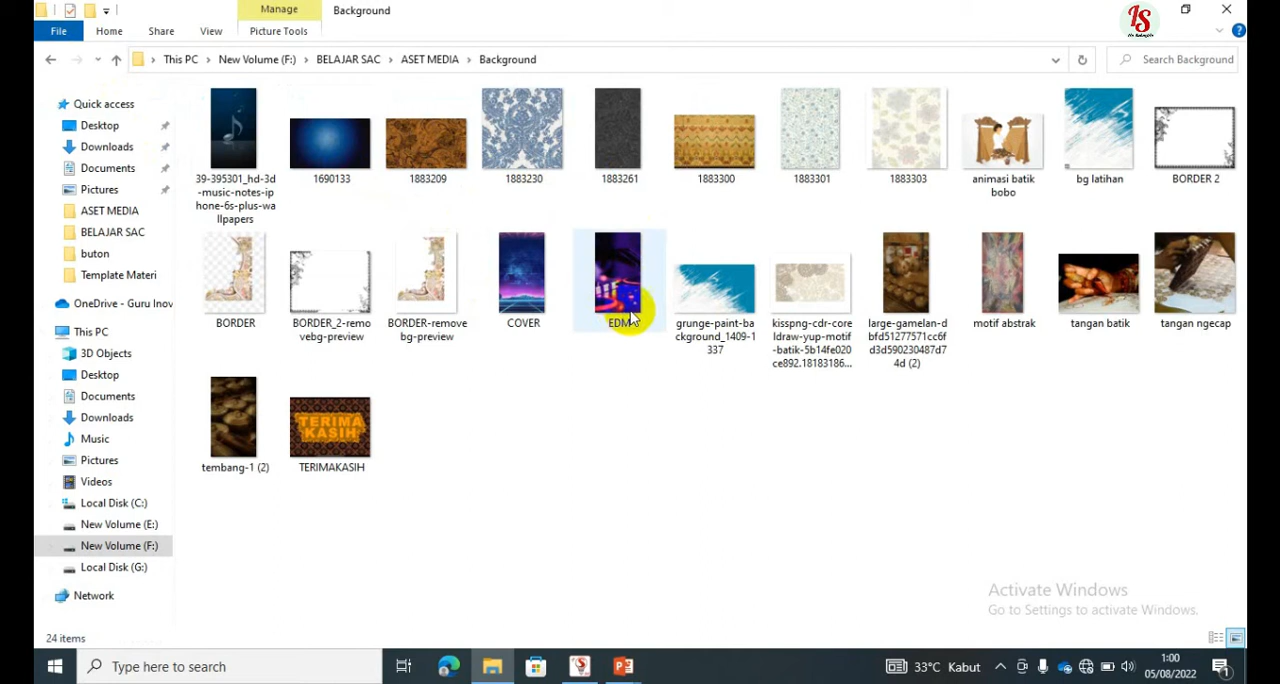 Manage
Background
File
Home
Share
View
Picture Tools
IS
This PC
New Volume (F:)
BELAJAR SAC
ASET MEDIA
Background
Search Background
Quick access
Desktop
Downloads
Documents
Pictures
ASET MEDIA
BELAJAR SAC
buton
Template Materi
OneDrive - Guru Inov
This PC
3D Objects
Desktop
Documents
Downloads
Music
Pictures
Videos
Local Disk (C:)
New Volume (E:)
New Volume (F:)
Local Disk (G:)
Network
39-395301_hd-3d
-music-notes-ip
hone-6s-plus-wa
llpapers
1690133
1883209
1883230
1883261
1883300
1883301
1883303
animasi batik
bobo
bg latihan
BORDER 2
BORDER
BORDER_2-remo
vebg-preview
BORDER-remove
bg-preview
COVER
grunge-paint-ba
ckground_1409-1
337
kisspng-cdr-core
ldraw-yup-motif
-batik-5b14fe020
ce892.18183186...
large-gamelan-d
bfd51277571cc6f
d3d590230487d7
4d (2)
motif abstrak
tangan batik
tangan ngecap
tembang-1 (2)
TERIMA
KASIH
TERIMAKASIH
Activate Windows
Go to Settings to activate Windows.
24 items
Type here to search
33°C Kabut
1:00
05/08/2022